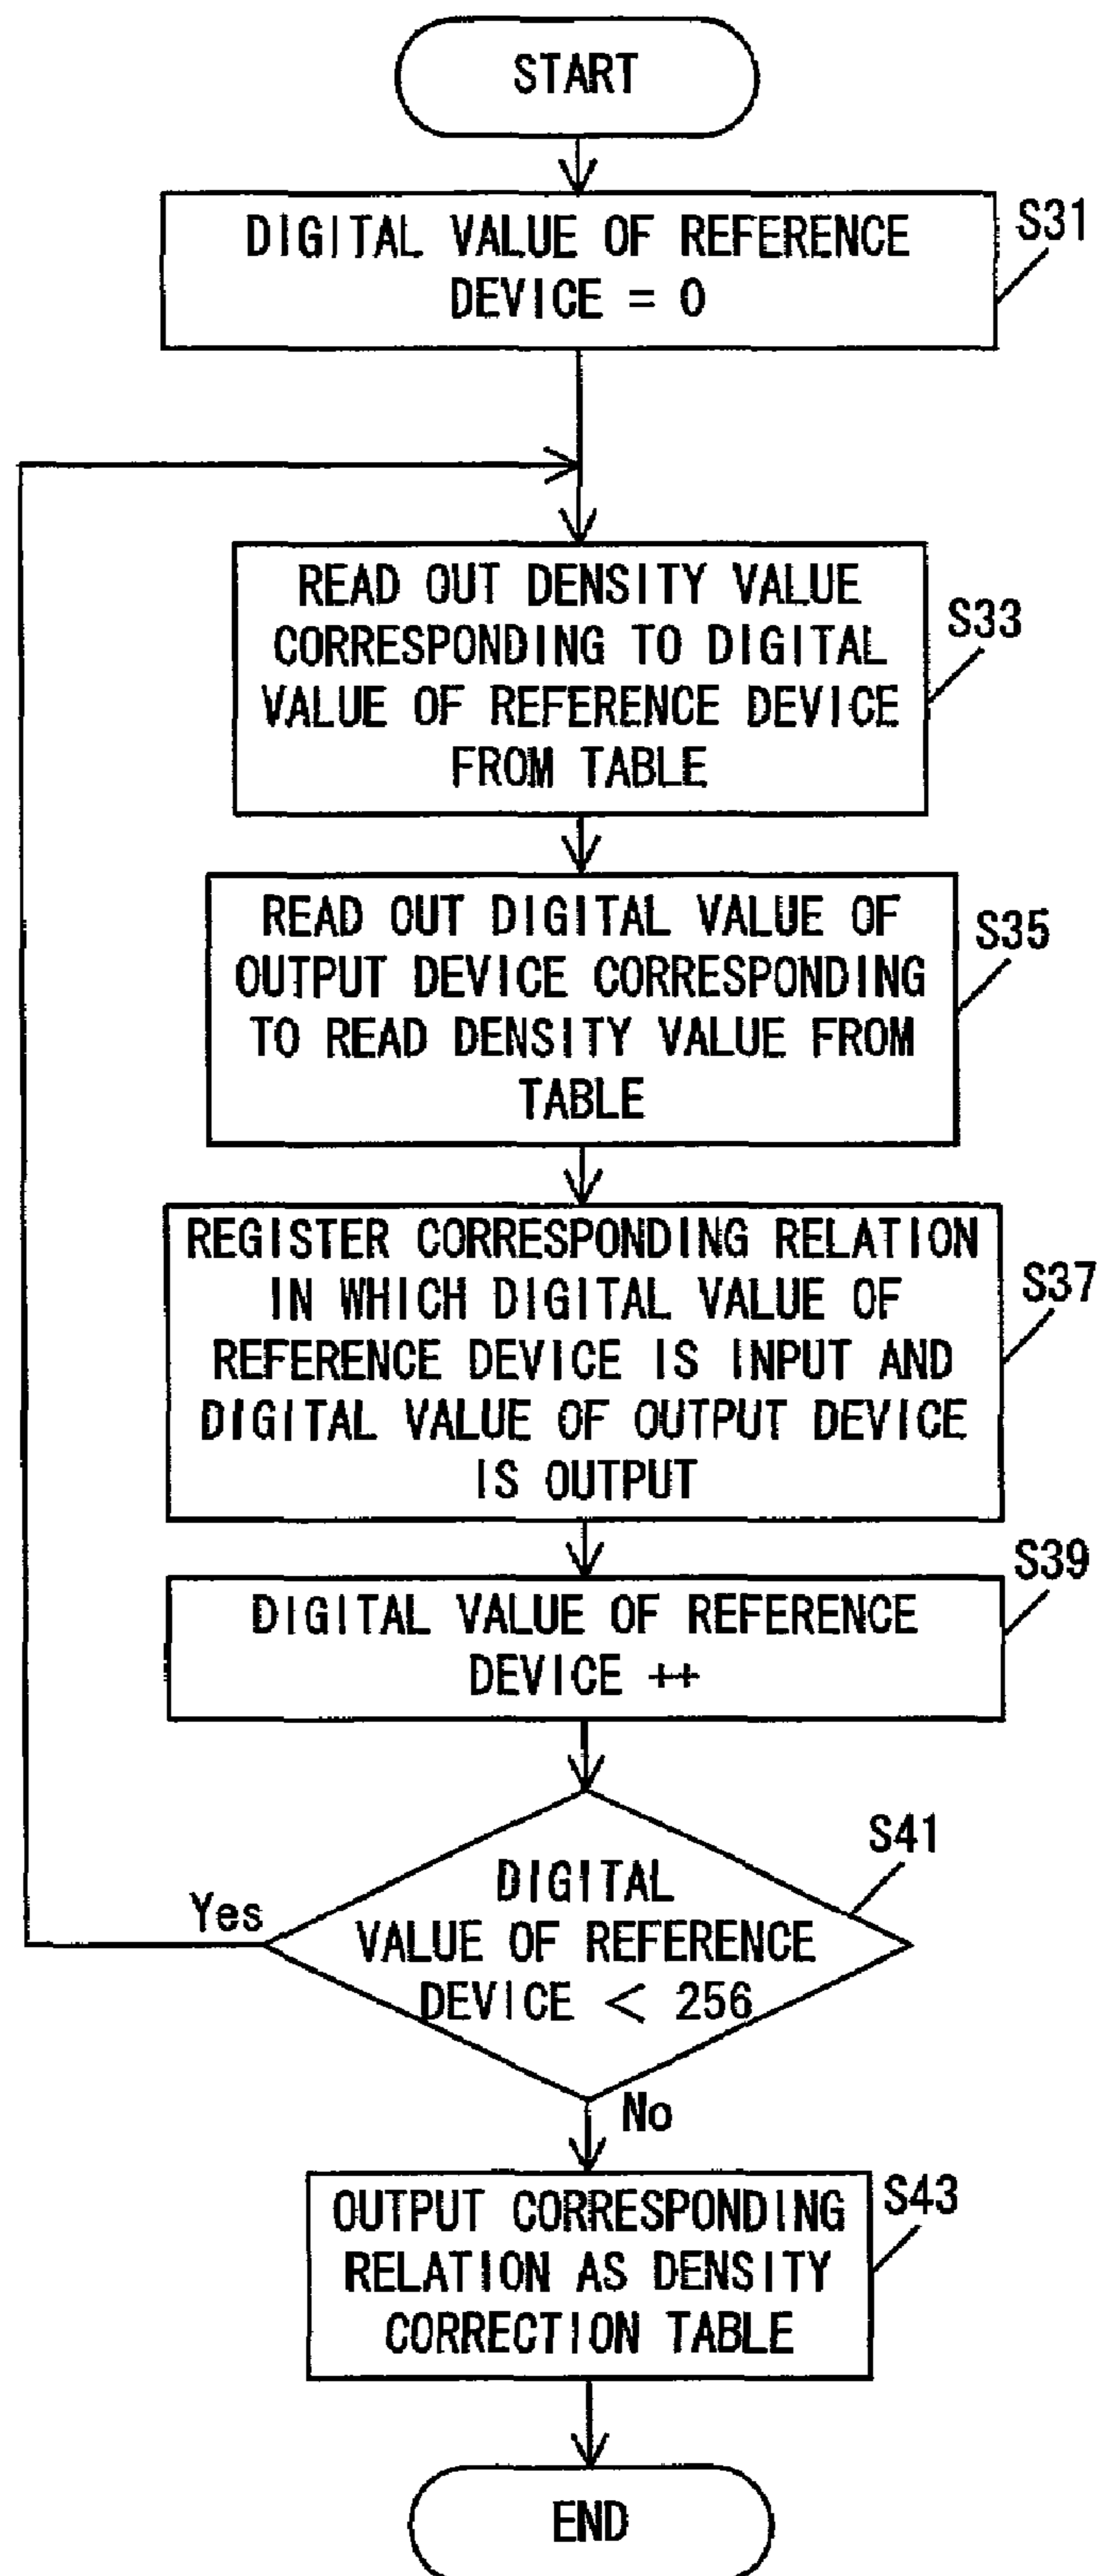 START
DIGITAL VALUE OF REFERENCE
DEVICE = 0
S31
READ OUT DENSITY VALUE
CORRESPONDING TO DIGITAL
VALUE OF REFERENCE DEVICE
FROM TABLE
S33
READ OUT DIGITAL VALUE OF
OUTPUT DEVICE CORRESPONDING
TO READ DENSITY VALUE FROM
TABLE
S35
REGISTER CORRESPONDING RELATION
IN WHICH DIGITAL VALUE OF
REFERENCE DEVICE IS INPUT AND
DIGITAL VALUE OF OUTPUT DEVICE
IS OUTPUT
S37
DIGITAL VALUE OF REFERENCE
DEVICE ++
S39
DIGITAL
VALUE OF REFERENCE
DEVICE < 256
S41
Yes
No
OUTPUT CORRESPONDING
RELATION AS DENSITY
CORRECTION TABLE
S43
END